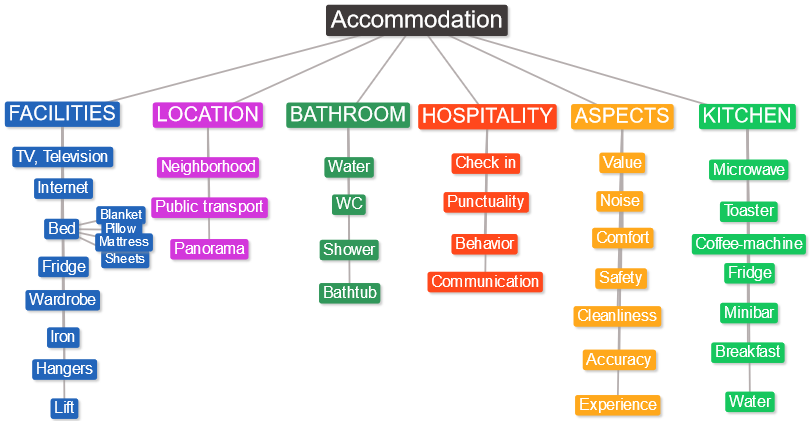 Accommodation
FACILITIES
TV, Television
Internet
Bed
Blanket
Pillow
Mattress
Sheets
Fridge
Wardrobe
Iron
Hangers
Lift
LOCATION
Neighborhood
Public transport
Panorama
BATHROOM
Water
WC
Shower
Bathtub
HOSPITALITY
Check in
Punctuality
Behavior
Communication
ASPECTS
Value
Noise
Comfort
Safety
Cleanliness
Accuracy
Experience
KITCHEN
Microwave
Toaster
Coffee-machine
Fridge
Minibar
Breakfast
Water